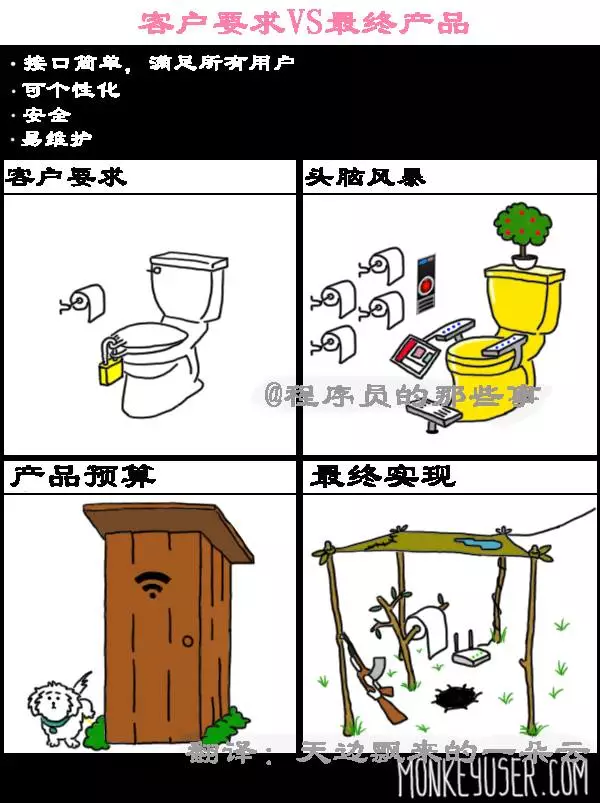 客户要求VS最终产品
· 接口简单，满足所有用户
· 可个性化
· 安全
· 易维护
客户要求
头脑风暴
@程序员的那些事
产品预算
最终实现
翻译：天边飘来的一朵云
MONKEYUSER.COM